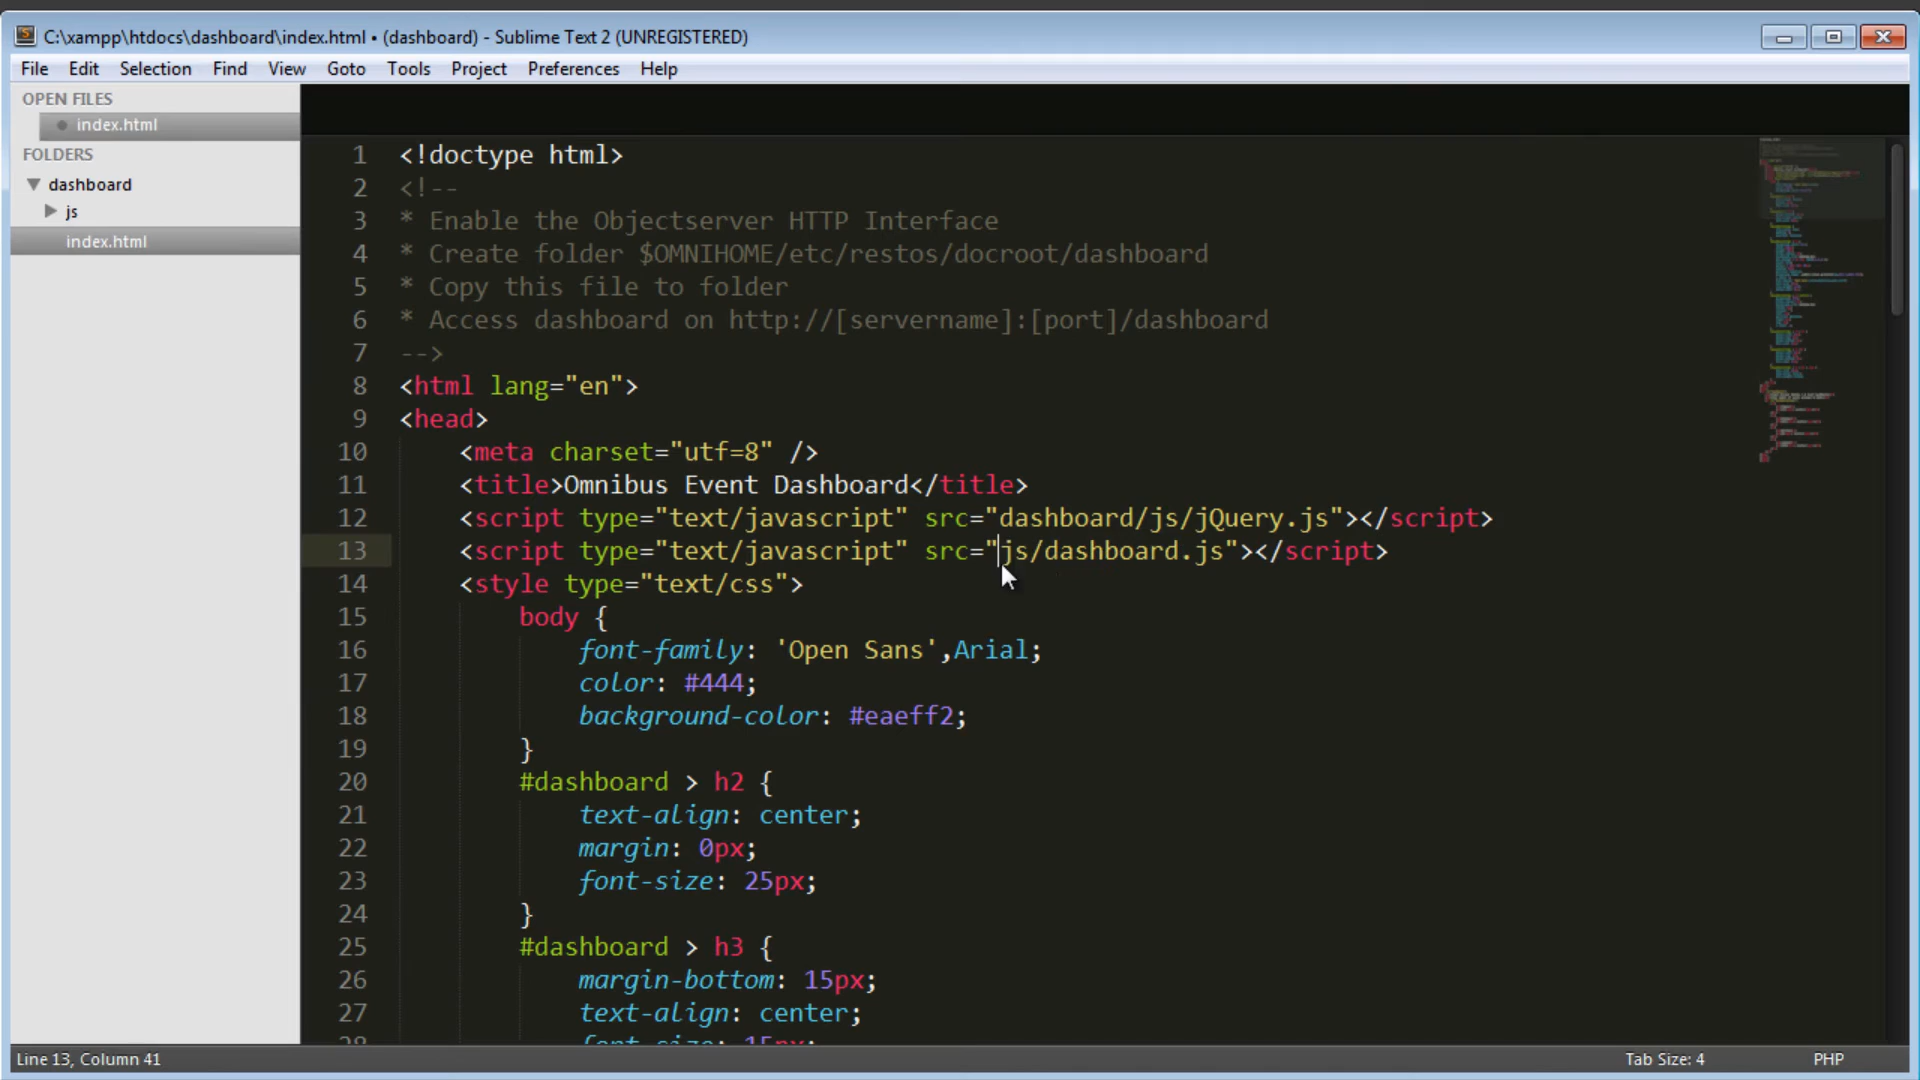 C:\xampp\htdocs\dashboard\index.html • (dashboard) - Sublime Text 2 (UNREGISTERED)
File Edit Selection Find View Goto Tools Project Preferences Help
OPEN FILES
index.html
FOLDERS
dashboard
js
index.html
1 <!doctype html>
2 <!--
3 * Enable the Objectserver HTTP Interface
4 * Create folder $OMNIHOME/etc/restos/docroot/dashboard
5 * Copy this file to folder
6 * Access dashboard on http://[servername]:[port]/dashboard
7 -->
8 <html lang="en">
9 <head>
10 <meta charset="utf=8" />
11 <title>Omnibus Event Dashboard</title>
12 <script type="text/javascript" src="dashboard/js/jQuery.js"></script>
13 <script type="text/javascript" src="js/dashboard.js"></script>
14 <style type="text/css">
15 body {
16 font-family: 'Open Sans',Arial;
17 color: #444;
18 background-color: #eaeff2;
19 }
20 #dashboard > h2 {
21 text-align: center;
22 margin: 0px;
23 font-size: 25px;
24 }
25 #dashboard > h3 {
26 margin-bottom: 15px;
27 text-align: center;
28 font-size: 15px;
Line 13, Column 41
Tab Size: 4
PHP